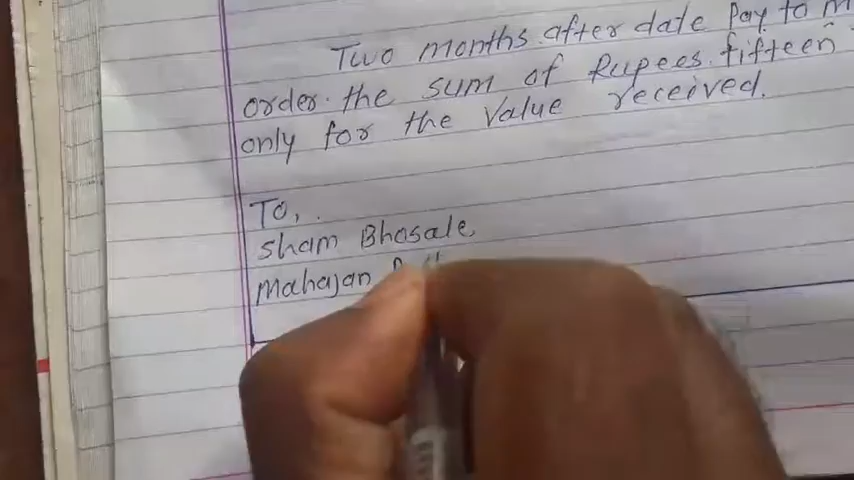 Two months after date Pay to
order the sum of Rupees fifteen
only for the value received.
To,
Sham Bhosale
Mahajan